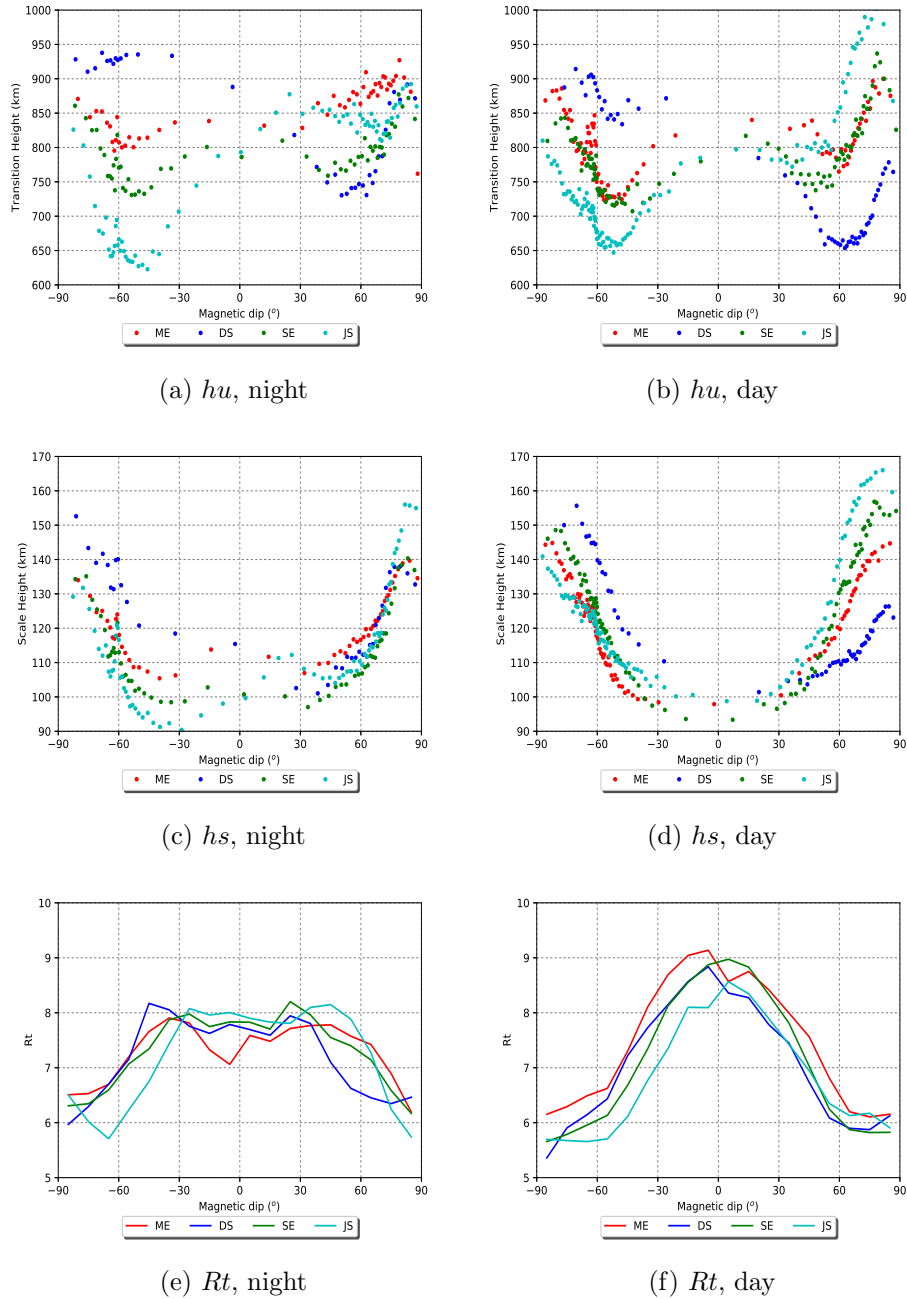 1000
950
900
850
800
750
700
650
600
Transition Height (km)
−90 −60 −30 0 30 60 90
Magnetic dip (°)
ME DS SE JS
(a) hu, night
1000
950
900
850
800
750
700
650
600
Transition Height (km)
−90 −60 −30 0 30 60 90
Magnetic dip (°)
ME DS SE JS
(b) hu, day
170
160
150
140
130
120
110
100
90
Scale Height (km)
−90 −60 −30 0 30 60 90
Magnetic dip (°)
ME DS SE JS
(c) hs, night
170
160
150
140
130
120
110
100
90
Scale Height (km)
−90 −60 −30 0 30 60 90
Magnetic dip (°)
ME DS SE JS
(d) hs, day
10
9
8
7
6
5
Rt
−90 −60 −30 0 30 60 90
Magnetic dip (°)
ME DS SE JS
(e) Rt, night
10
9
8
7
6
5
Rt
−90 −60 −30 0 30 60 90
Magnetic dip (°)
ME DS SE JS
(f) Rt, day